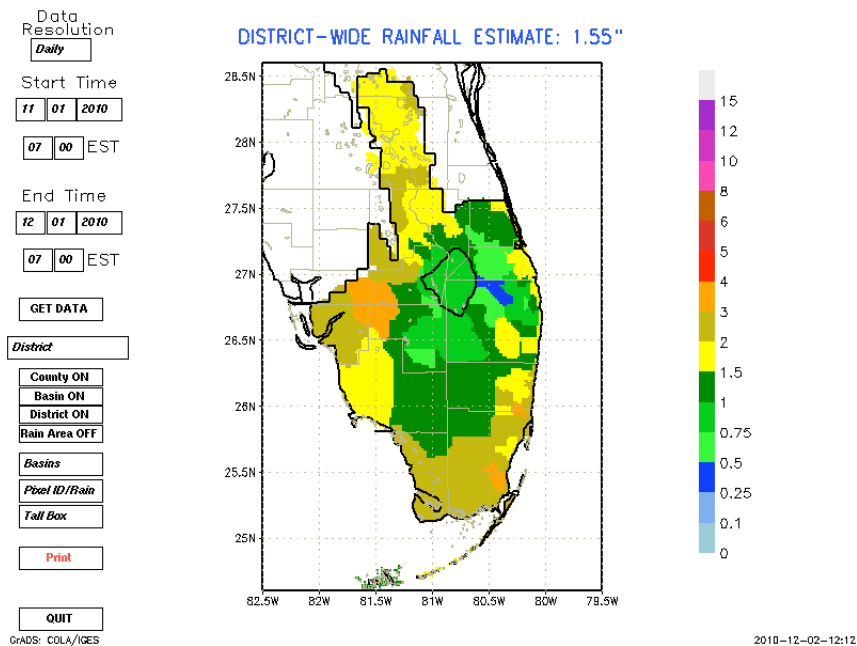 Data
Resolution
Daily
Start Time
11 01 2010
07 00 EST
End Time
12 01 2010
07 00 EST
GET DATA
District
County ON
Basin ON
District ON
Rain Area OFF
Basins
Pixel ID/Rain
Tall Box
Print
QUIT
GrADS: COLA/IGES
DISTRICT-WIDE RAINFALL ESTIMATE: 1.55"
28.5N
28N
27.5N
27N
26.5N
26N
25.5N
25N
82.5W 82W 81.5W 81W 80.5W 80W 79.5W
15
12
10
8
6
5
4
3
2
1.5
1
0.75
0.5
0.25
0.1
0
2010-12-02-12:12